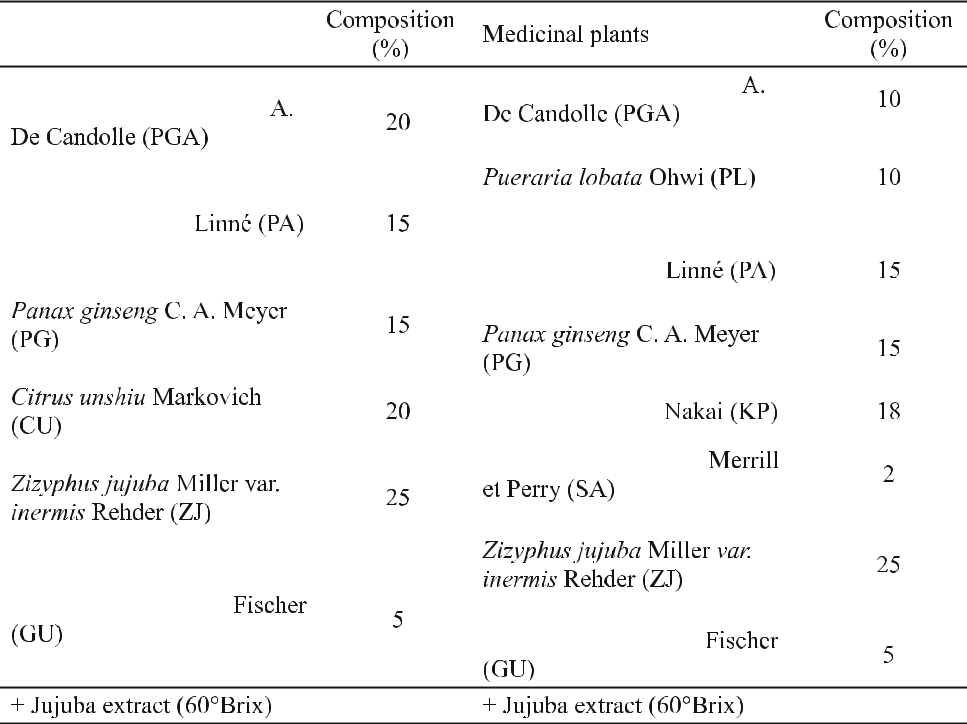 Composition (%) Medicinal plants Composition (%)
A. De Candolle (PGA) 20
Linné (PA) 15
Panax ginseng C. A. Meyer (PG) 15
Citrus unshiu Markovich (CU) 20
Zizyphus jujuba Miller var. inermis Rehder (ZJ) 25
Fischer (GU) 5
+ Jujuba extract (60°Brix)
A. De Candolle (PGA) 10
Pueraria lobata Ohwi (PL) 10
Linné (PA) 15
Panax ginseng C. A. Meyer (PG) 15
Nakai (KP) 18
Merrill et Perry (SA) 2
Zizyphus jujuba Miller var. inermis Rehder (ZJ) 25
Fischer (GU) 5
+ Jujuba extract (60°Brix)